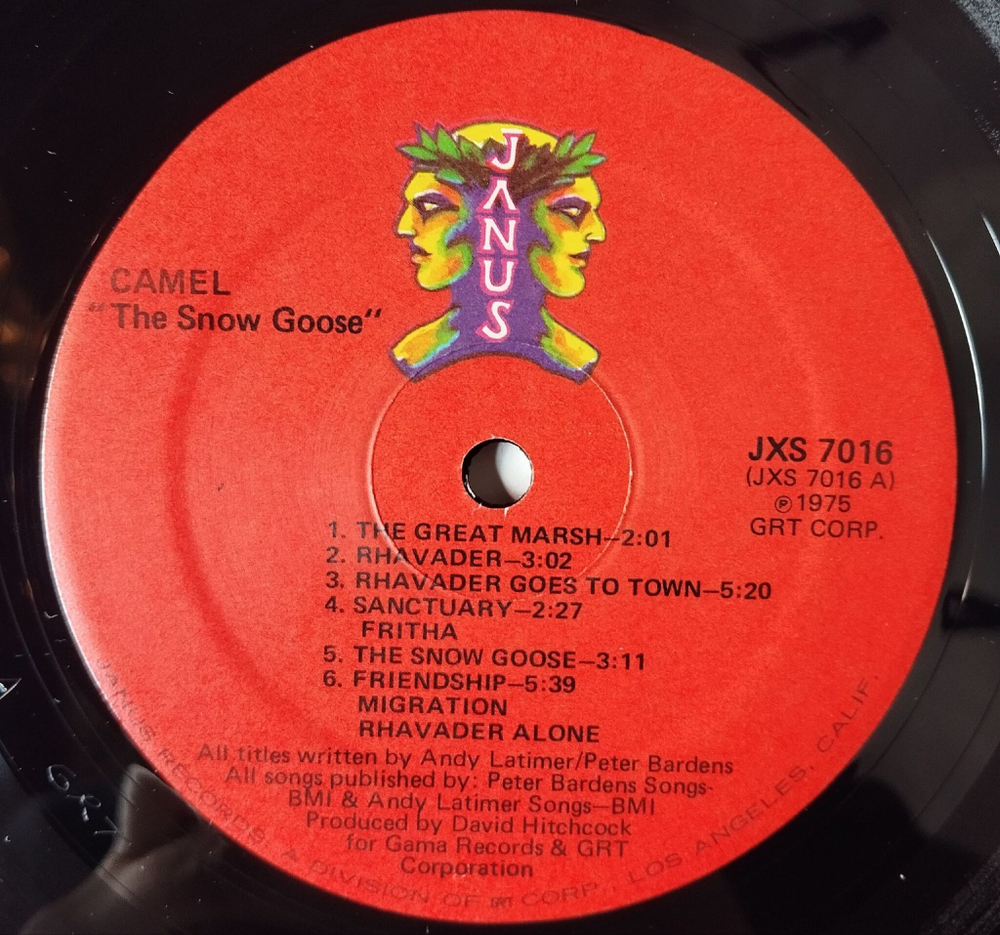 JANUS
CAMEL
"The Snow Goose"
JXS 7016
(JXS 7016 A)
℗ 1975
GRT CORP.
1. THE GREAT MARSH—2:01
2. RHAVADER—3:02
3. RHAVADER GOES TO TOWN—5:20
4. SANCTUARY—2:27
FRITHA
5. THE SNOW GOOSE—3:11
6. FRIENDSHIP—5:39
MIGRATION
RHAVADER ALONE
All titles written by Andy Latimer/Peter Bardens
All songs published by: Peter Bardens Songs-
BMI & Andy Latimer Songs—BMI
Produced by David Hitchcock
for Gama Records & GRT
Corporation
JANUS RECORDS, A DIVISION OF GRT CORP., LOS ANGELES, CALIF.
GRT